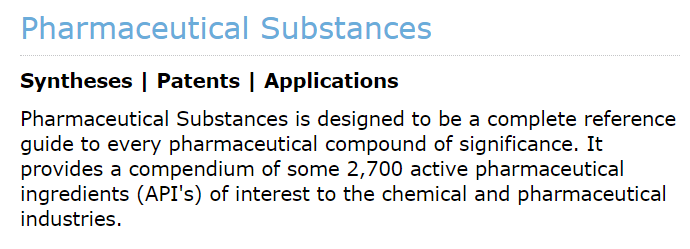 Pharmaceutical Substances
Syntheses | Patents | Applications
Pharmaceutical Substances is designed to be a complete reference
guide to every pharmaceutical compound of significance. It
provides a compendium of some 2,700 active pharmaceutical
ingredients (API's) of interest to the chemical and pharmaceutical
industries.